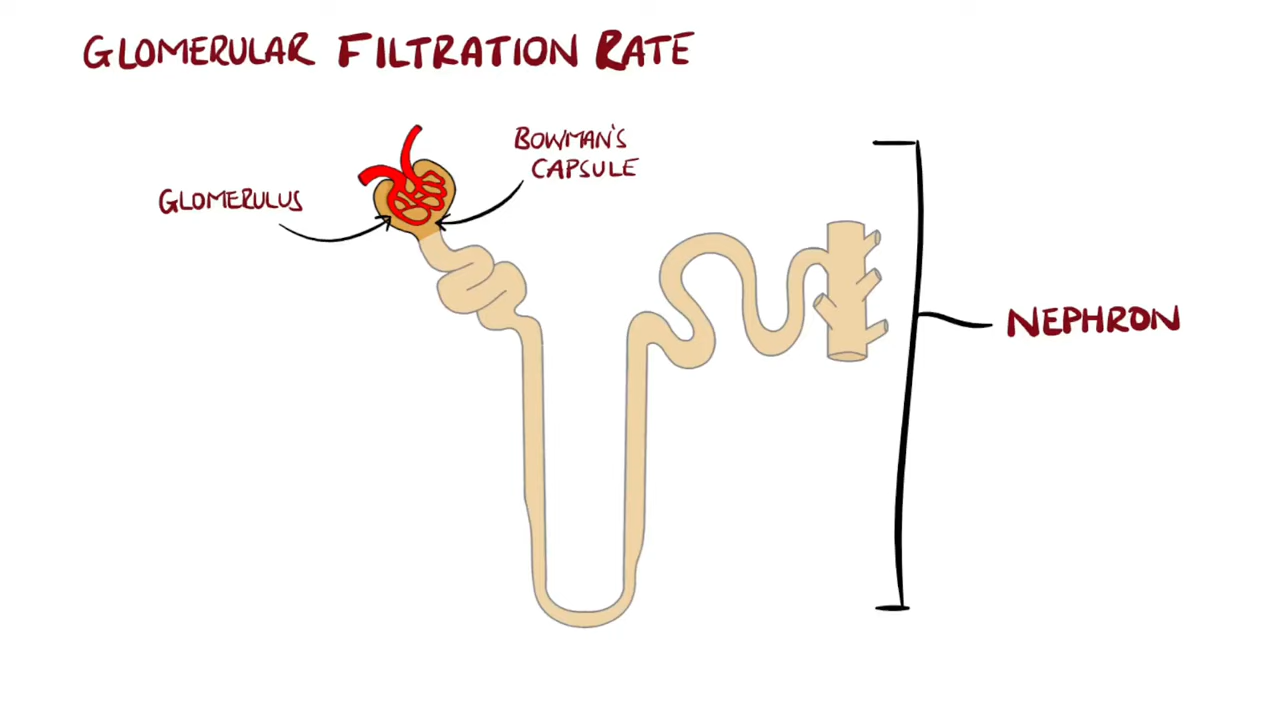 GLOMERULAR FILTRATION RATE
BOWMAN'S
CAPSULE
GLOMERULUS
NEPHRON